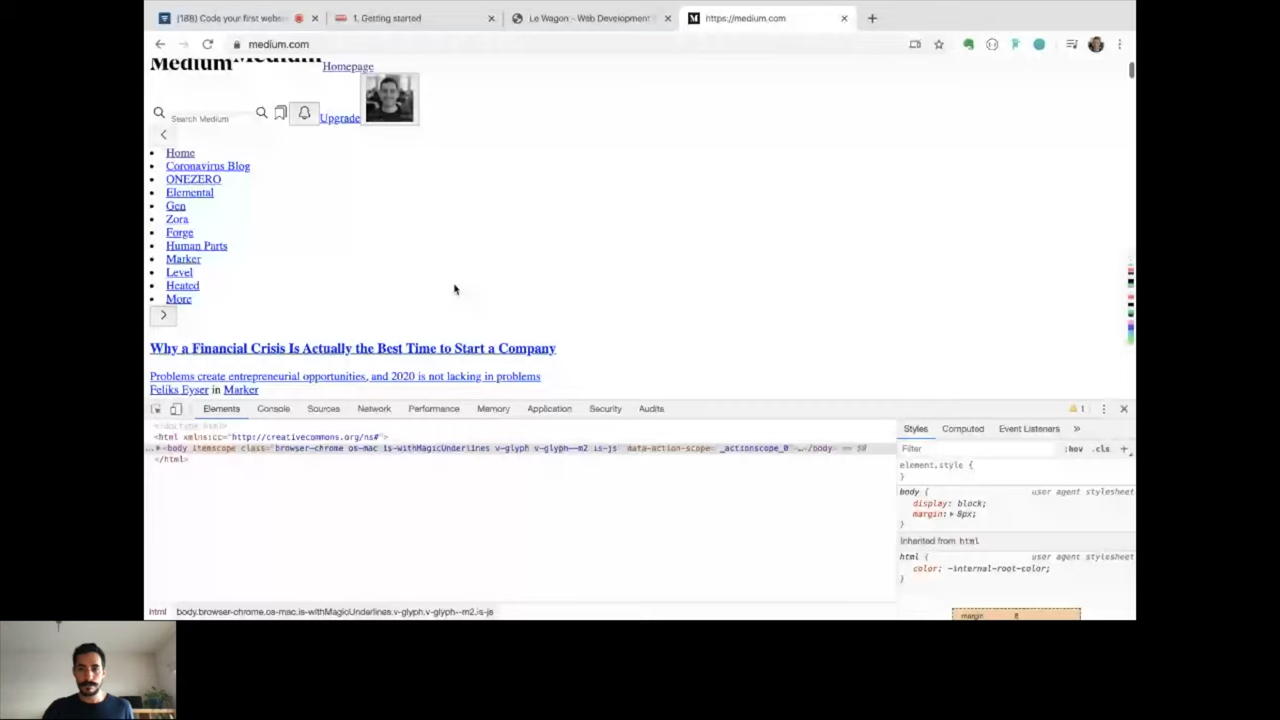 (188) Code your first webs
1. Getting started
Le Wagon - Web Development
https://medium.com
medium.com
Medium Medium Homepage
Search Medium
Upgrade
Home
Coronavirus Blog
ONEZERO
Elemental
Gen
Zora
Forge
Human Parts
Marker
Level
Heated
More
Why a Financial Crisis Is Actually the Best Time to Start a Company
Problems create entrepreneurial opportunities, and 2020 is not lacking in problems
Feliks Eyser in Marker
Elements Console Sources Network Performance Memory Application Security Audits 1
<!doctype html>
<html xmlns:cc="http://creativecommons.org/ns#">
…<body itemscope class="browser-chrome os-mac is-withMagicUnderlines v-glyph v-glyph--m2 is-js" data-action-scope="_actionscope_0">…</body> == $0
</html>
html body.browser-chrome.os-mac.is-withMagicUnderlines.v-glyph.v-glyph--m2.is-js
Styles Computed Event Listeners »
Filter :hov .cls +
element.style {
}
body { user agent stylesheet
display: block;
margin: 8px;
}
Inherited from html
html { user agent stylesheet
color: -internal-root-color;
}
margin 8